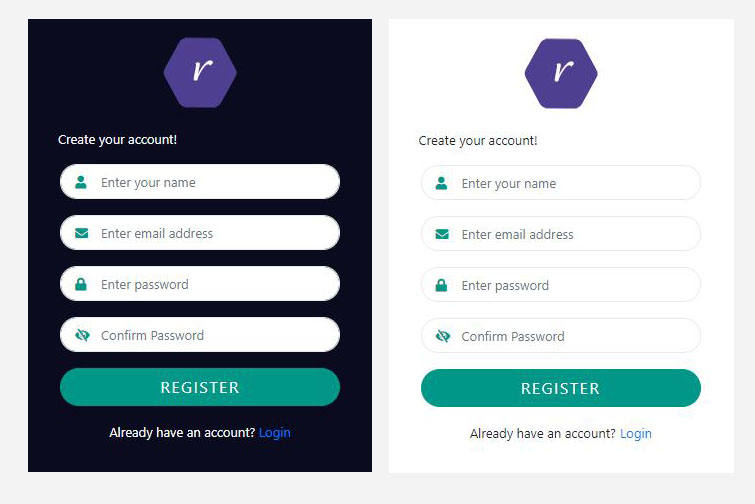 r
Create your account!
Enter your name
Enter email address
Enter password
Confirm Password
REGISTER
Already have an account? Login
r
Create your account!
Enter your name
Enter email address
Enter password
Confirm Password
REGISTER
Already have an account? Login